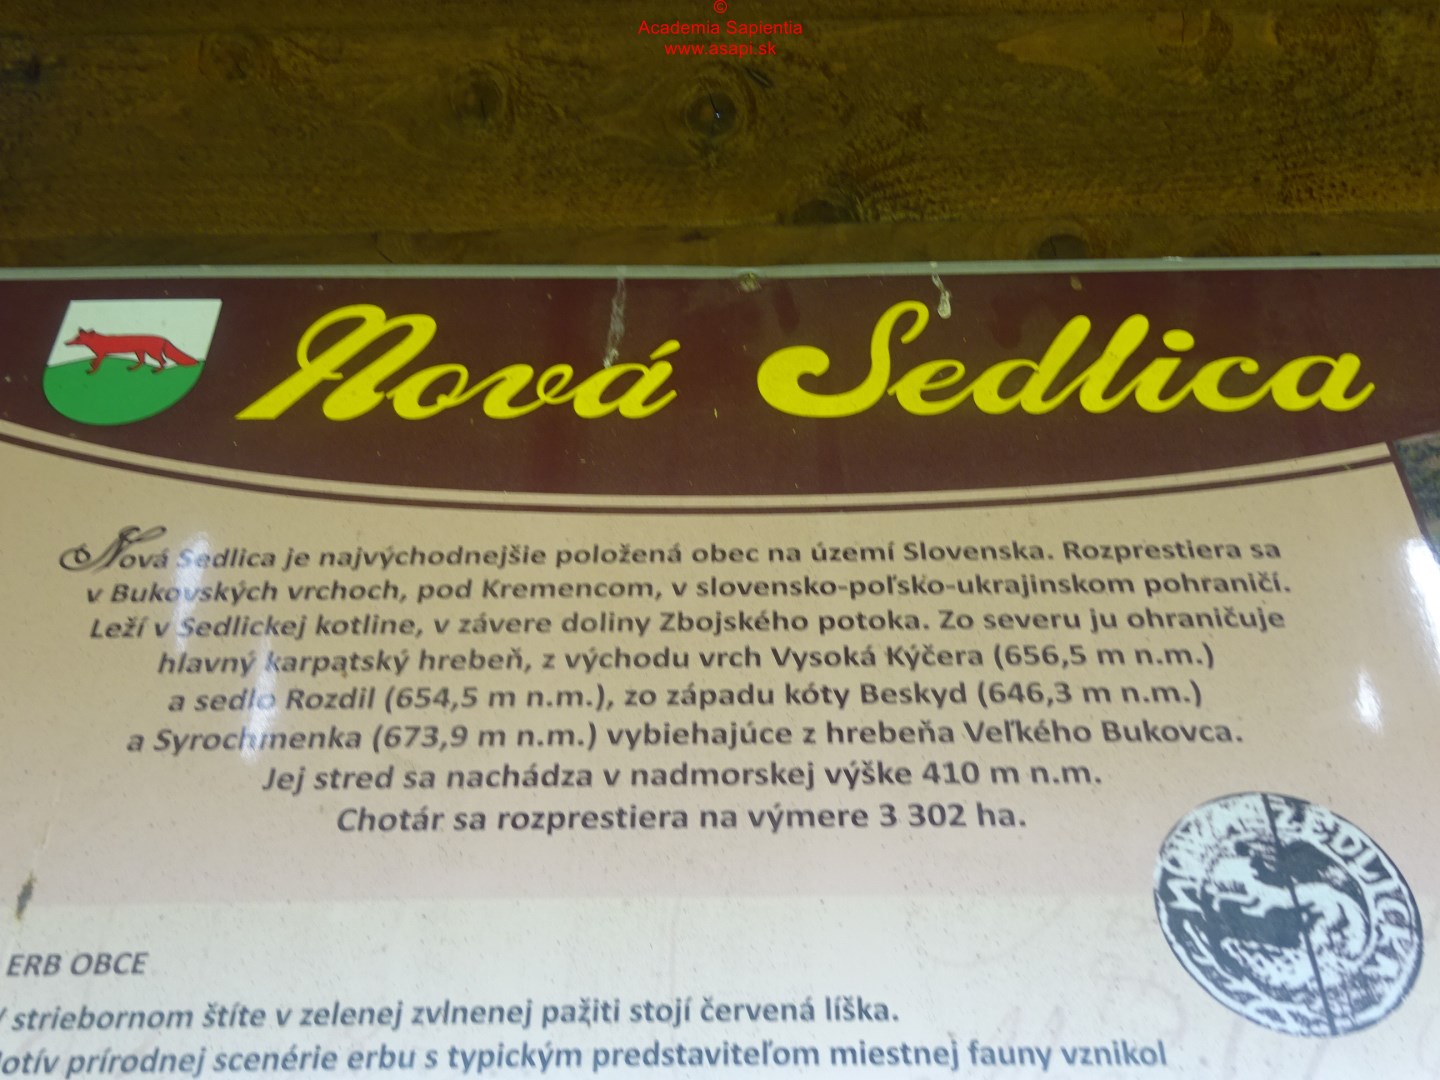 ©
Academia Sapientia
www.asapi.sk
Nová Sedlica
Nová Sedlica je najvýchodnejšie položená obec na území Slovenska. Rozprestiera sa
v Bukovských vrchoch, pod Kremencom, v slovensko-poľsko-ukrajinskom pohraničí.
Leží v Sedlickej kotline, v závere doliny Zbojského potoka. Zo severu ju ohraničuje
hlavný karpatský hrebeň, z východu vrch Vysoká Kýčera (656,5 m n.m.)
a sedlo Rozdil (654,5 m n.m.), zo západu kóty Beskyd (646,3 m n.m.)
a Syrochmenka (673,9 m n.m.) vybiehajúce z hrebeňa Veľkého Bukovca.
Jej stred sa nachádza v nadmorskej výške 410 m n.m.
Chotár sa rozprestiera na výmere 3 302 ha.
ERB OBCE
V striebornom štíte v zelenej zvlnenej pažiti stojí červená líška.
prírodnej scenérie erbu s typickým predstaviteľom miestnej fauny vznikol